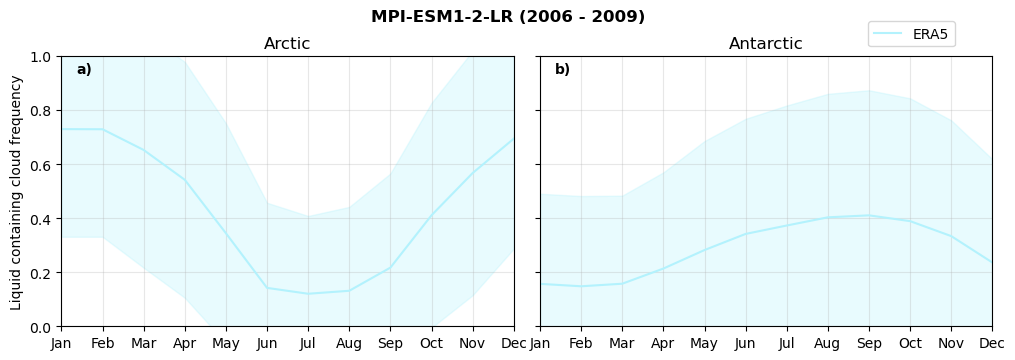 MPI-ESM1-2-LR (2006 - 2009)
ERA5
Arctic
Antarctic
a)
b)
Liquid containing cloud frequency
1.0
0.8
0.6
0.4
0.2
0.0
Jan Feb Mar Apr May Jun Jul Aug Sep Oct Nov Dec
Jan Feb Mar Apr May Jun Jul Aug Sep Oct Nov Dec